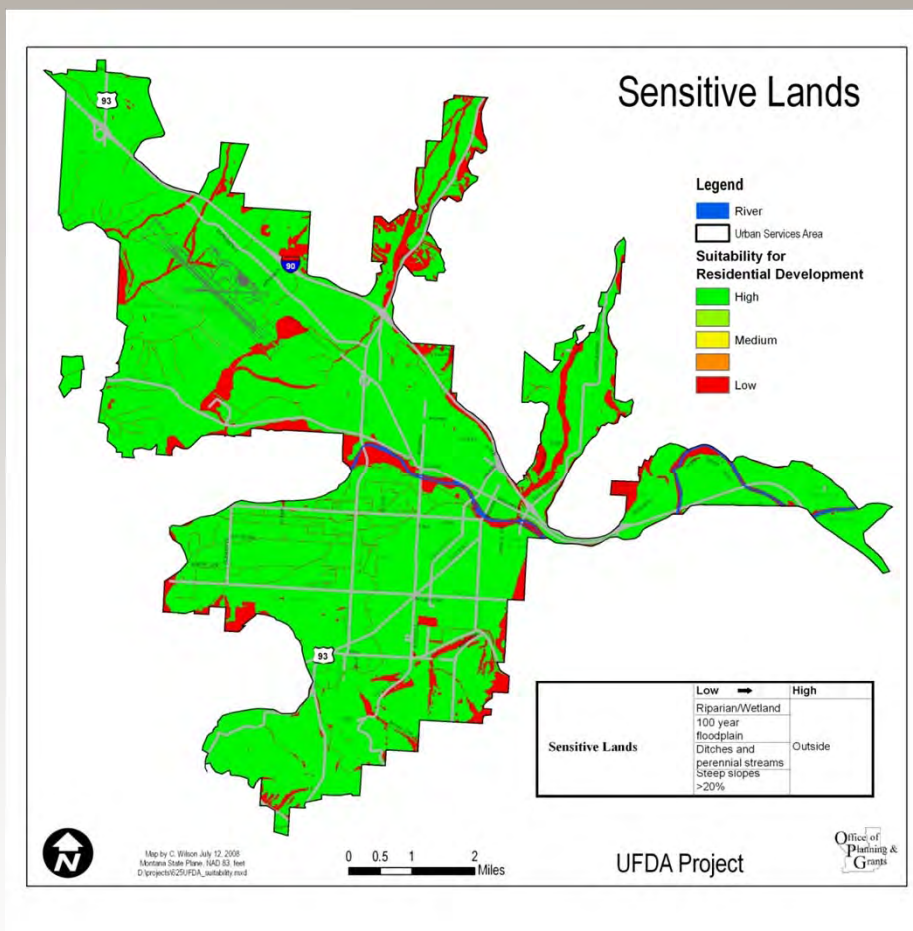 Sensitive Lands
93
90
93
Legend
River
Urban Services Area
Suitability for
Residential Development
High
Medium
Low
Low High
Sensitive Lands
Riparian/Wetland
100 year
floodplain
Ditches and
perennial streams
Steep slopes
>20%
Outside
N
Map by C. Wilson July 12, 2008
Montana State Plane, NAD 83, feet
D:\projects\625\UFDA_suitability.mxd
0 0.5 1 2
Miles
UFDA Project
Office of
Planning &
Grants